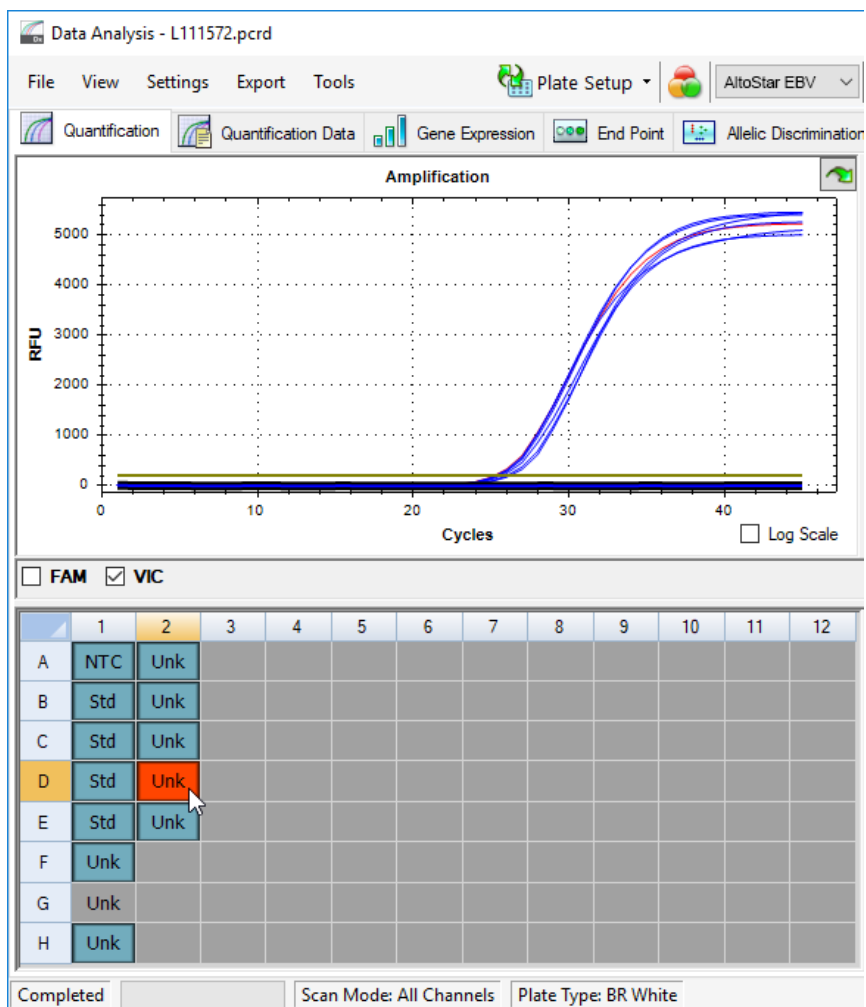 Data Analysis - L111572.pcrd
File View Settings Export Tools Plate Setup AltoStar EBV
Quantification Quantification Data Gene Expression End Point Allelic Discrimination
Amplification
5000
4000
3000
2000
1000
0
RFU
0 10 20 30 40
Cycles
Log Scale
FAM VIC
1 2 3 4 5 6 7 8 9 10 11 12
A NTC Unk
B Std Unk
C Std Unk
D Std Unk
E Std Unk
F Unk
G Unk
H Unk
Completed Scan Mode: All Channels Plate Type: BR White